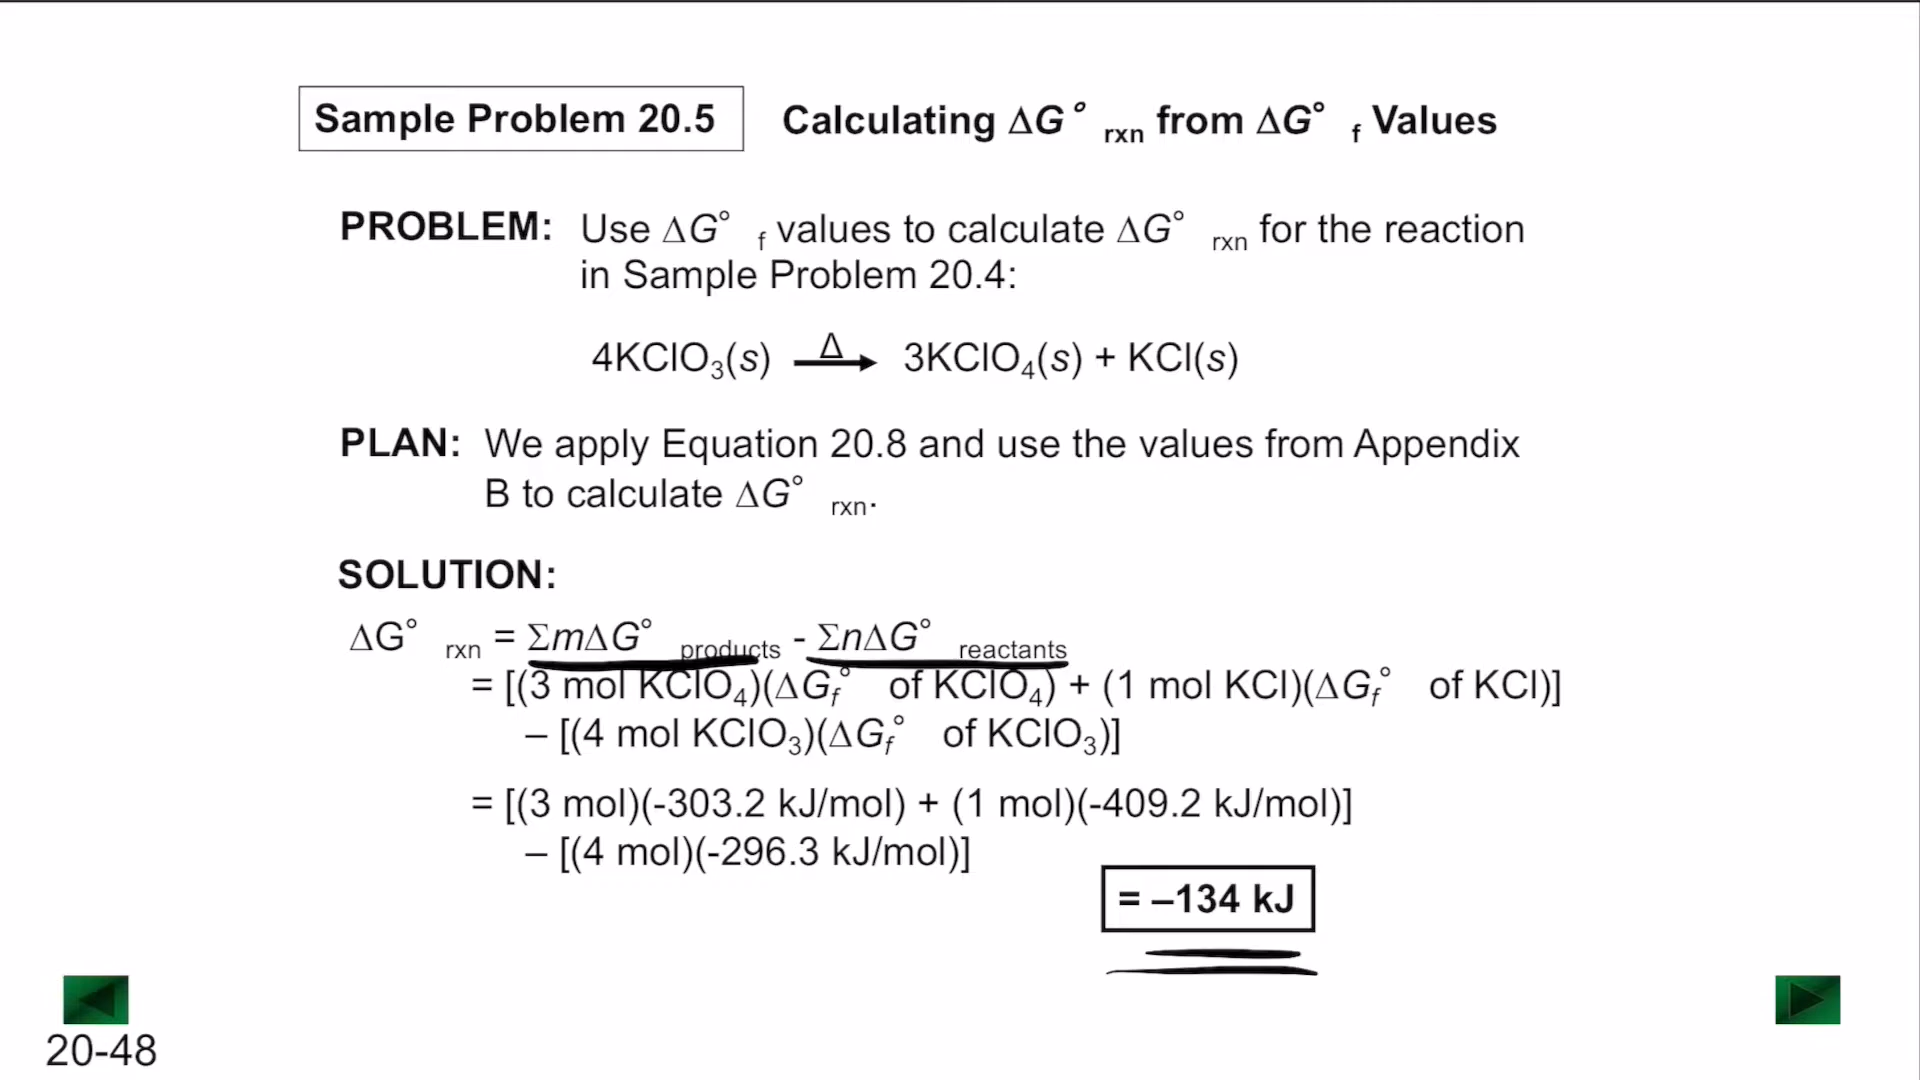 Sample Problem 20.5 Calculating ΔG° rxn from ΔG° f Values
PROBLEM: Use ΔG° f values to calculate ΔG° rxn for the reaction
in Sample Problem 20.4:
Δ
4KClO₃(s) → 3KClO₄(s) + KCl(s)
PLAN: We apply Equation 20.8 and use the values from Appendix
B to calculate ΔG° rxn.
SOLUTION:
ΔG° rxn = ΣmΔG° products - ΣnΔG° reactants
= [(3 mol KClO₄)(ΔGf° of KClO₄) + (1 mol KCl)(ΔGf° of KCl)]
– [(4 mol KClO₃)(ΔGf° of KClO₃)]
= [(3 mol)(-303.2 kJ/mol) + (1 mol)(-409.2 kJ/mol)]
– [(4 mol)(-296.3 kJ/mol)]
= –134 kJ
20-48